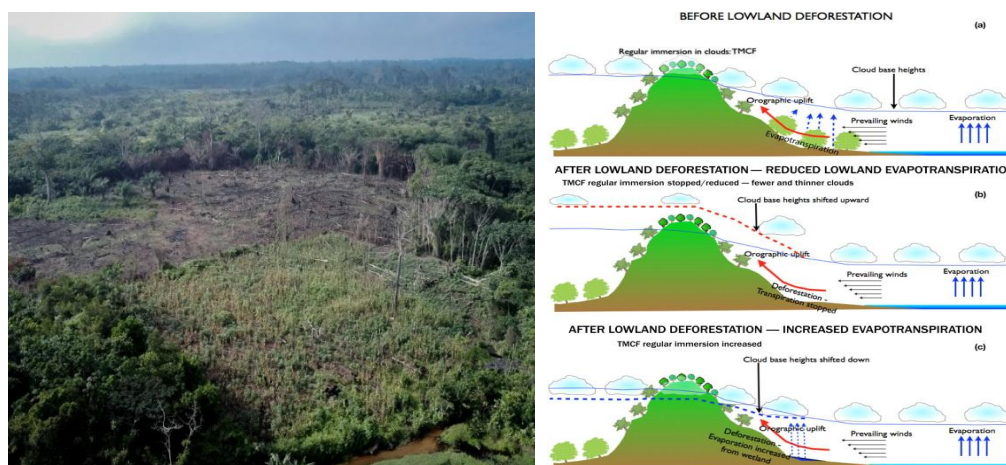 BEFORE LOWLAND DEFORESTATION
(a)
Regular immersion in clouds: TMCF
Cloud base heights
Orographic uplift
Prevailing winds
Evaporation
Evapotranspiration
AFTER LOWLAND DEFORESTATION — REDUCED LOWLAND EVAPOTRANSPIRATIO
TMCF regular immersion stopped/reduced — fewer and thinner clouds
(b)
Cloud base heights shifted upward
Orographic uplift
Prevailing winds
Evaporation
Deforestation -
Transpiration stopped
AFTER LOWLAND DEFORESTATION — INCREASED EVAPOTRANSPIRATION
TMCF regular immersion increased
(c)
Cloud base heights shifted down
Orographic uplift
Prevailing winds
Evaporation
Deforestation -
Evaporation increased
from wetland